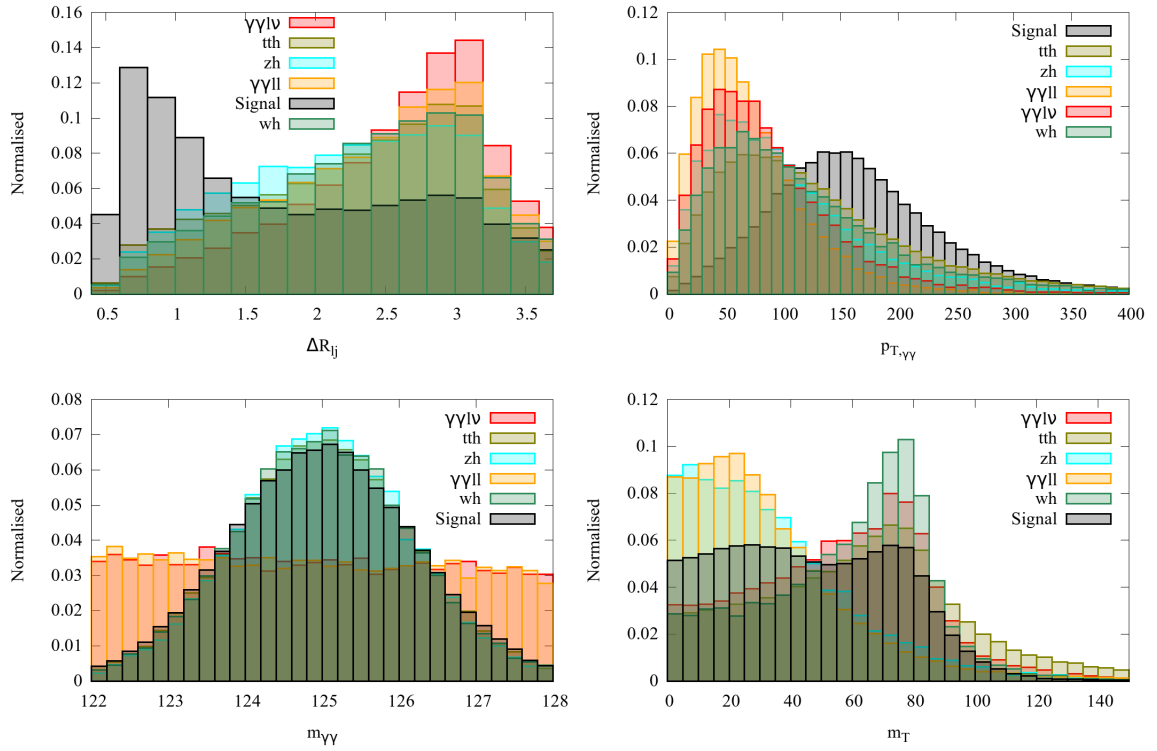 0.16
0.14
0.12
0.1
0.08
0.06
0.04
0.02
0
Normalised
γγlν
tth
zh
γγll
Signal
wh
0.5 1 1.5 2 2.5 3 3.5
ΔR_lj
0.12
0.1
0.08
0.06
0.04
0.02
0
Normalised
Signal
tth
zh
γγll
γγlν
wh
0 50 100 150 200 250 300 350 400
p_T,γγ
0.08
0.07
0.06
0.05
0.04
0.03
0.02
0.01
0
Normalised
γγlν
tth
zh
γγll
wh
Signal
122 123 124 125 126 127 128
m_γγ
0.12
0.1
0.08
0.06
0.04
0.02
0
Normalised
γγlν
tth
zh
γγll
wh
Signal
0 20 40 60 80 100 120 140
m_T